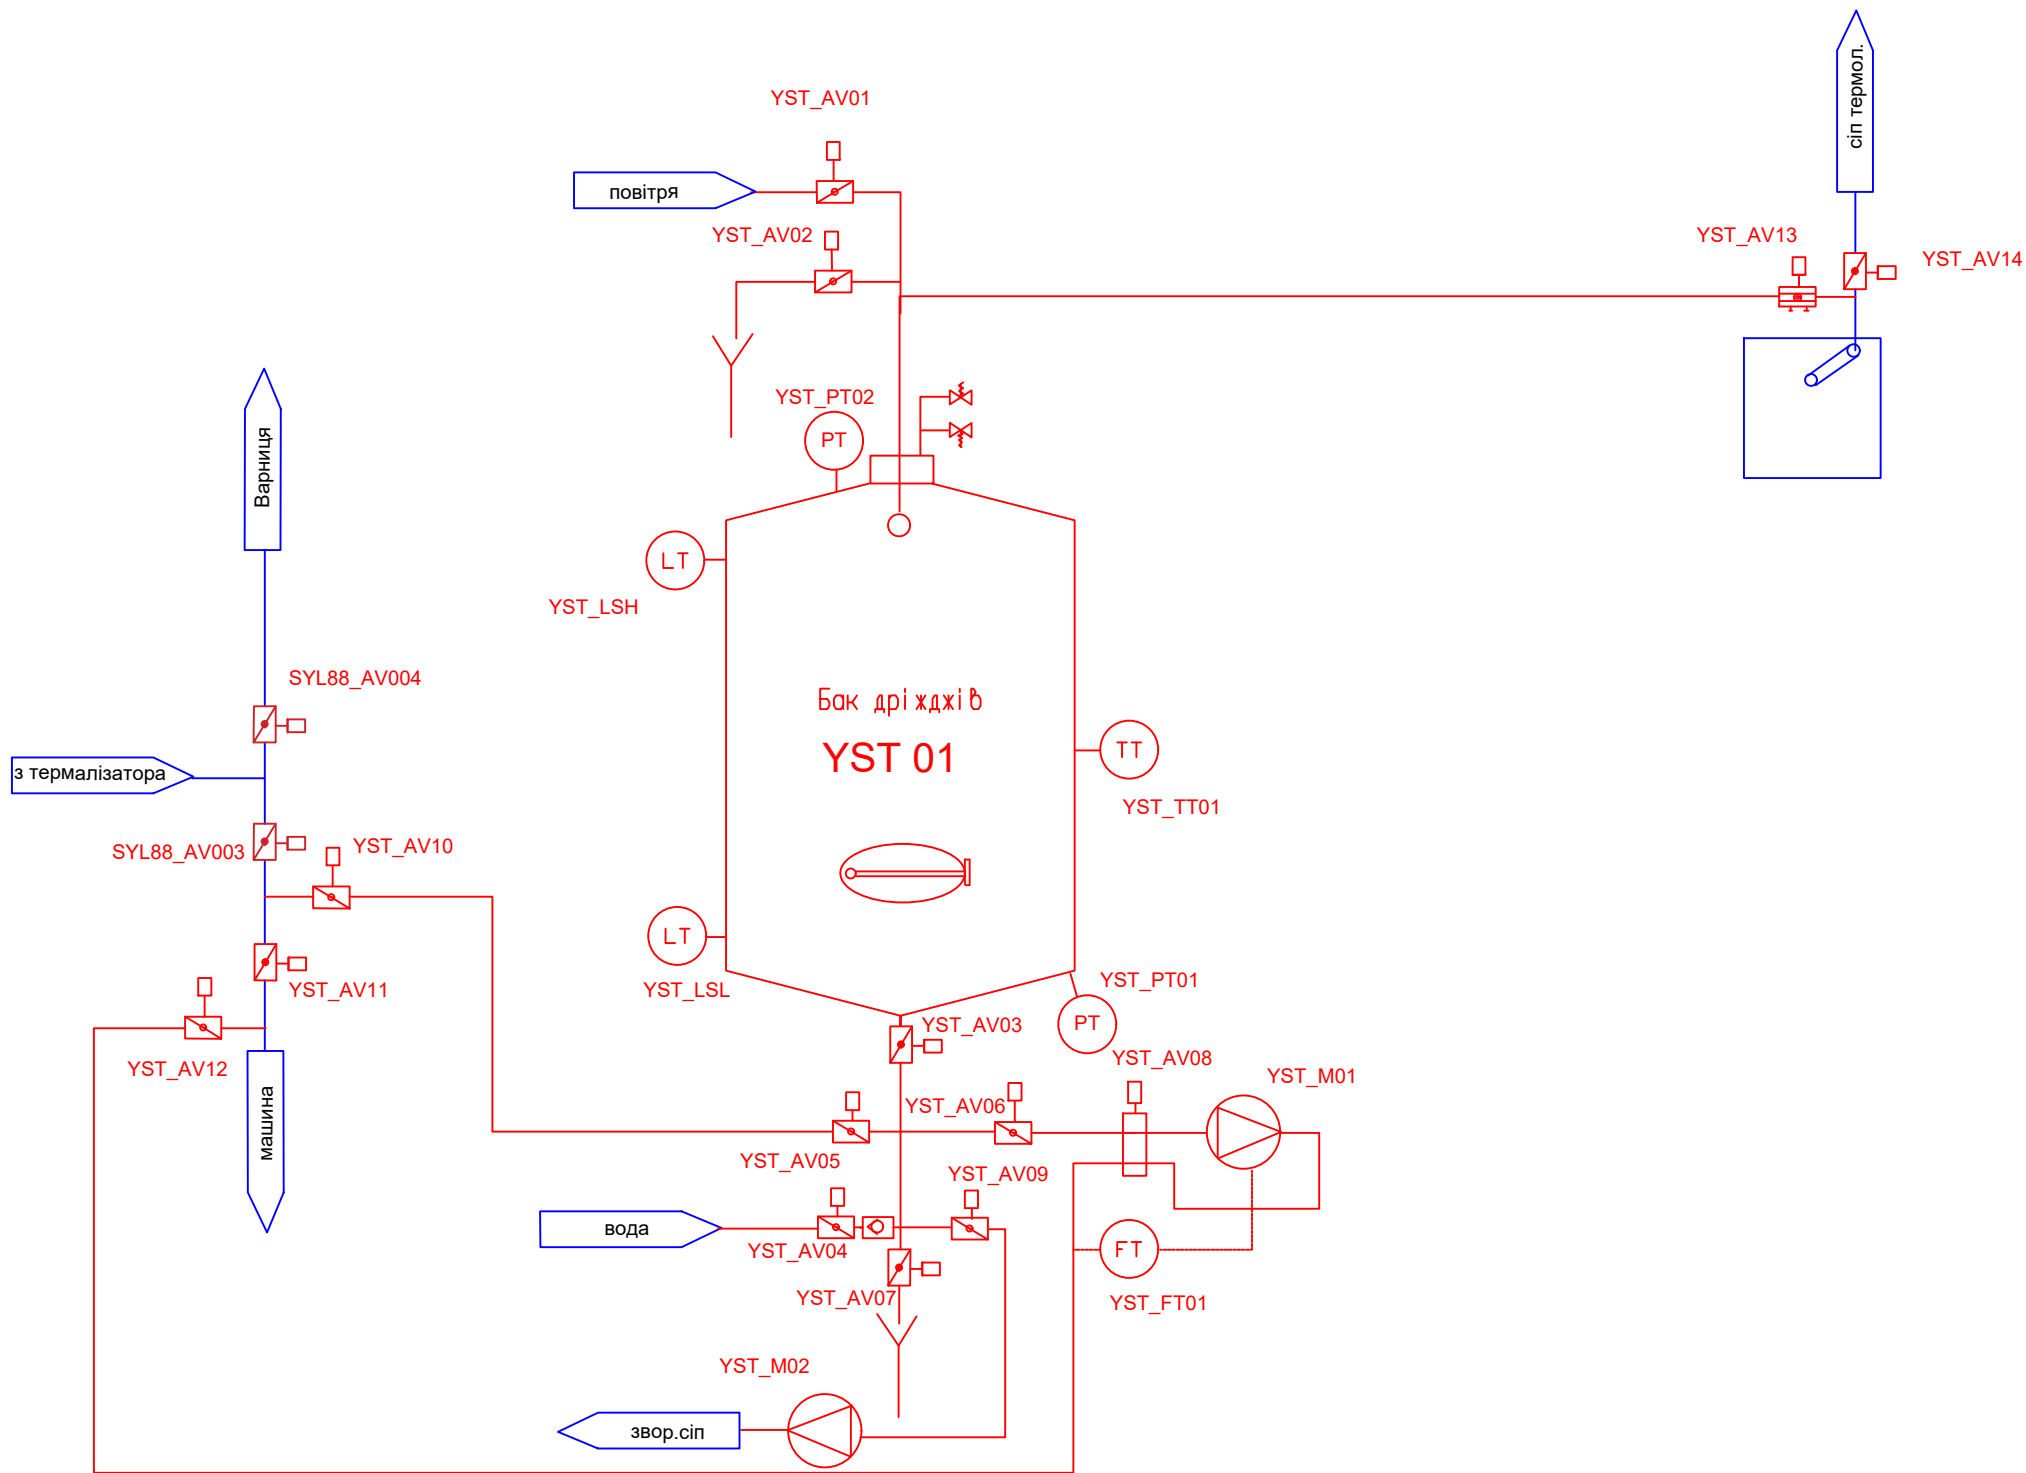 сіп термол.
YST_AV01
повітря
YST_AV02
YST_AV13
YST_AV14
YST_PT02
PT
Варниця
LT
YST_LSH
SYL88_AV004
Бак дріжджів
YST 01
TT
YST_TT01
з термалізатора
SYL88_AV003
YST_AV10
LT
YST_LSL
YST_AV11
YST_PT01
PT
YST_AV03
YST_AV12
YST_AV08
YST_M01
машина
YST_AV06
YST_AV05
YST_AV09
вода
YST_AV04
FT
YST_AV07
YST_FT01
YST_M02
звор.сіп